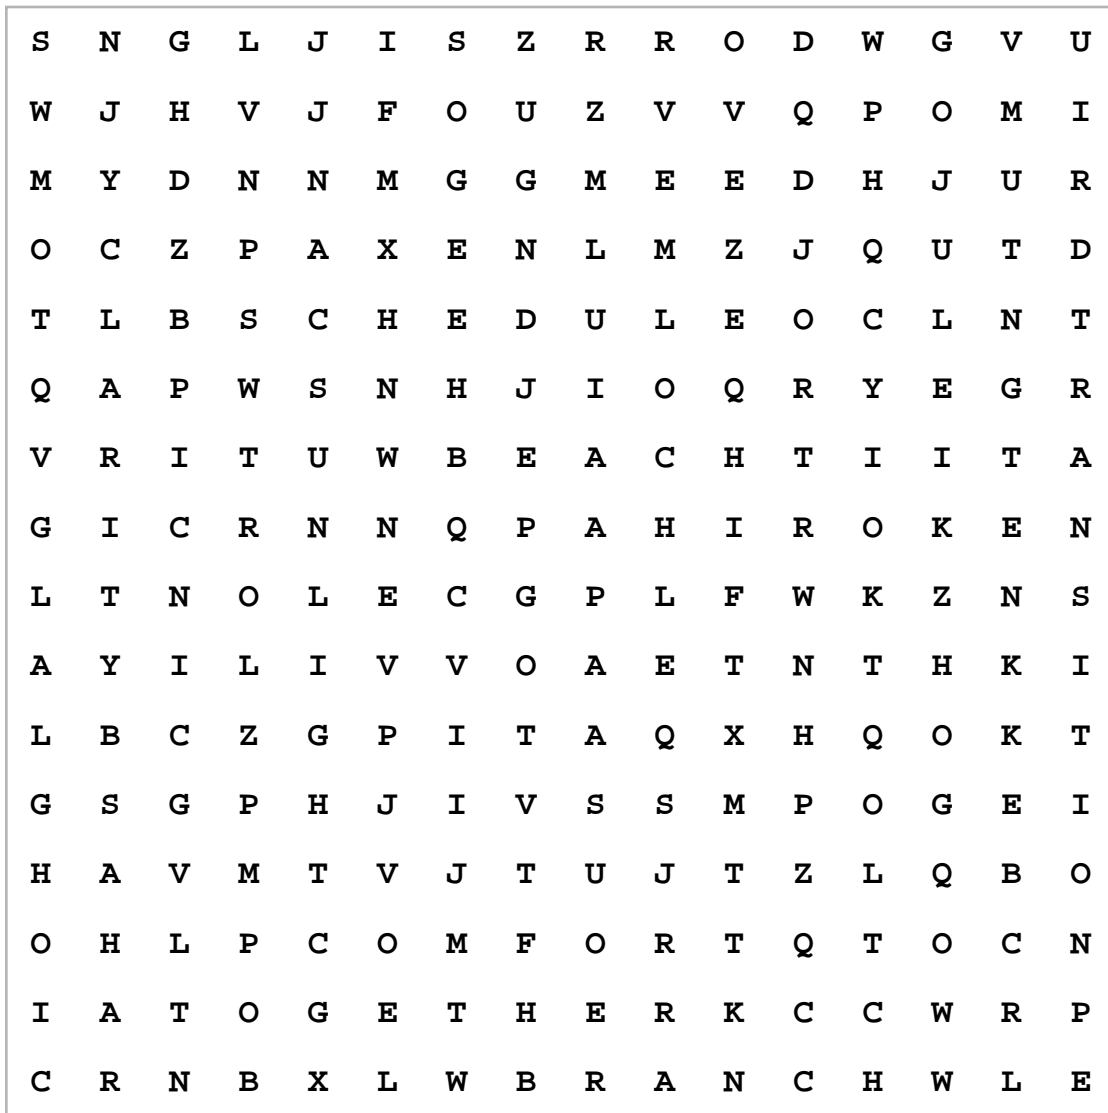 S N G L J I S Z R R O D W G V U
W J H V J F O U Z V V Q P O M I
M Y D N N M G G M E E D H J U R
O C Z P A X E N L M Z J Q U T D
T L B S C H E D U L E O C L N T
Q A P W S N H J I O Q R Y E G R
V R I T U W B E A C H T I I T A
G I C R N N Q P A H I R O K E N
L T N O L E C G P L F W K Z N S
A Y I L I V V O A E T N T H K I
L B C Z G P I T A Q X H Q O K T
G S G P H J I V S S M P O G E I
H A V M T V J T U J T Z L Q B O
O H L P C O M F O R T Q T O C N
I A T O G E T H E R K C C W R P
C R N B X L W B R A N C H W L E